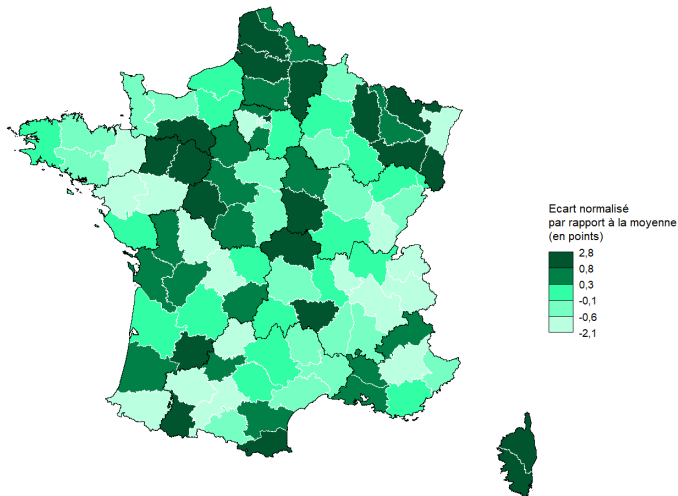 Ecart normalisé
par rapport à la moyenne
(en points)
2,8
0,8
0,3
-0,1
-0,6
-2,1